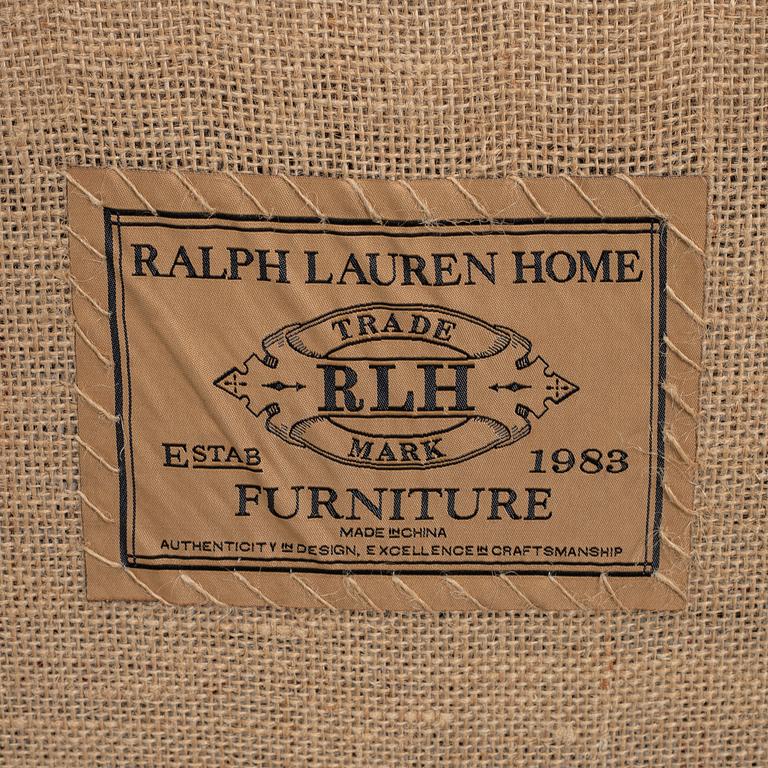 RALPH LAUREN HOME
TRADE
RLH
MARK
ESTAB 1983
FURNITURE
MADE IN CHINA
AUTHENTICITY IN DESIGN, EXCELLENCE IN CRAFTSMANSHIP